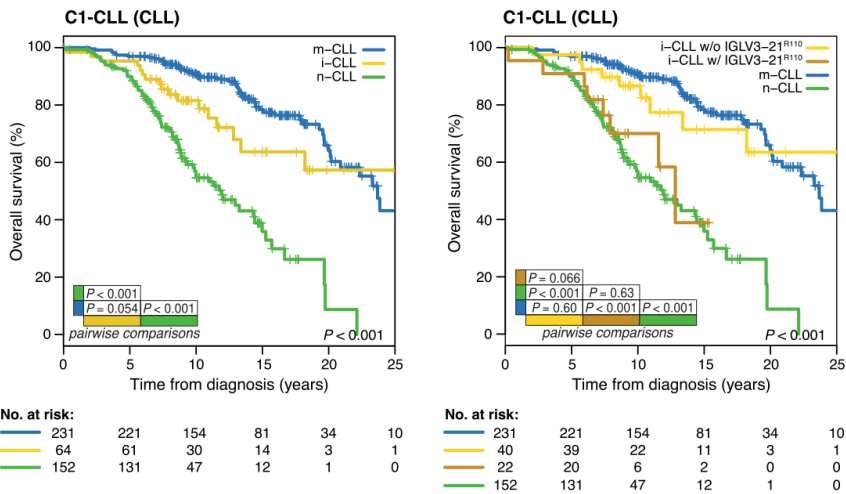 C1-CLL (CLL)
Overall survival (%)
100
80
60
40
20
0
m-CLL
i-CLL
n-CLL
P < 0.001
P = 0.054 P < 0.001
pairwise comparisons
P < 0.001
0 5 10 15 20 25
Time from diagnosis (years)
No. at risk:
231 221 154 81 34 10
64 61 30 14 3 1
152 131 47 12 1 0
C1-CLL (CLL)
Overall survival (%)
100
80
60
40
20
0
i-CLL w/o IGLV3-21R110
i-CLL w/ IGLV3-21R110
m-CLL
n-CLL
P = 0.066
P < 0.001 P = 0.63
P = 0.60 P < 0.001 P < 0.001
pairwise comparisons
P < 0.001
0 5 10 15 20 25
Time from diagnosis (years)
No. at risk:
231 221 154 81 34 10
40 39 22 11 3 1
22 20 6 2 0 0
152 131 47 12 1 0